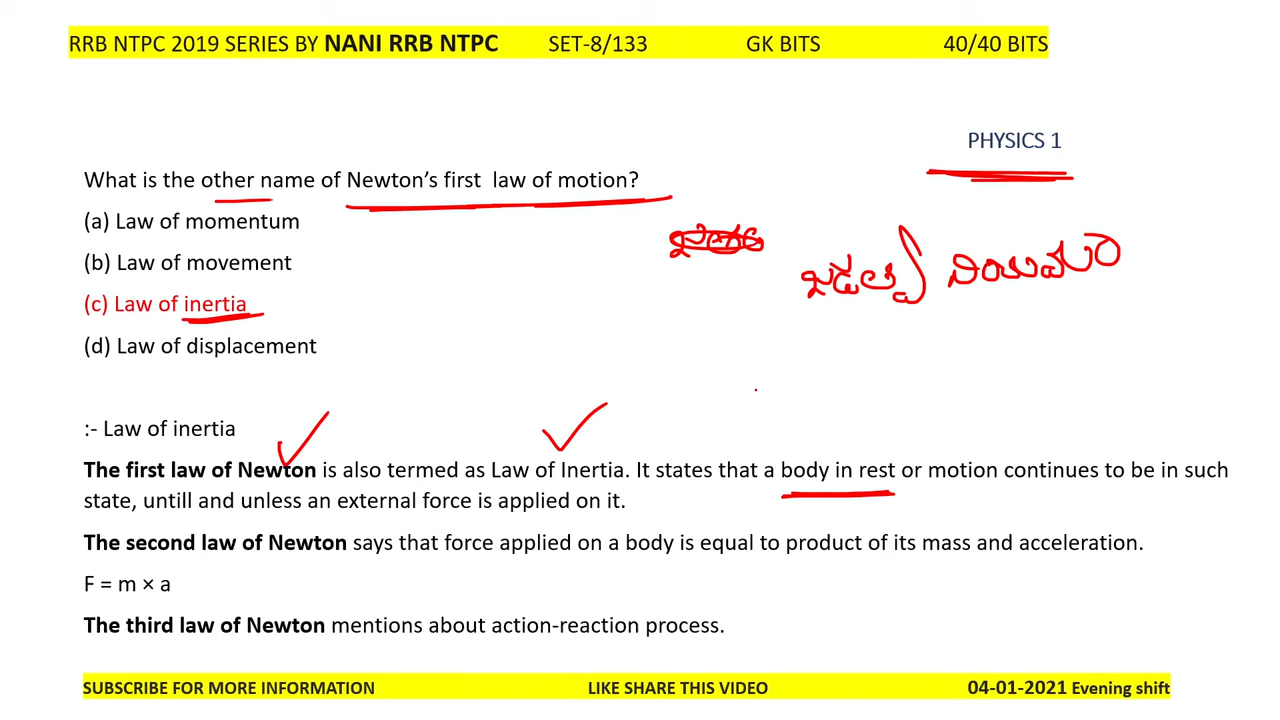 RRB NTPC 2019 SERIES BY NANI RRB NTPC SET-8/133 GK BITS 40/40 BITS
PHYSICS 1
What is the other name of Newton’s first law of motion?
(a) Law of momentum
జడత్వ నియమం
(b) Law of movement
(c) Law of inertia
(d) Law of displacement
:- Law of inertia
The first law of Newton is also termed as Law of Inertia. It states that a body in rest or motion continues to be in such
state, untill and unless an external force is applied on it.
The second law of Newton says that force applied on a body is equal to product of its mass and acceleration.
F = m × a
The third law of Newton mentions about action-reaction process.
SUBSCRIBE FOR MORE INFORMATION LIKE SHARE THIS VIDEO 04-01-2021 Evening shift